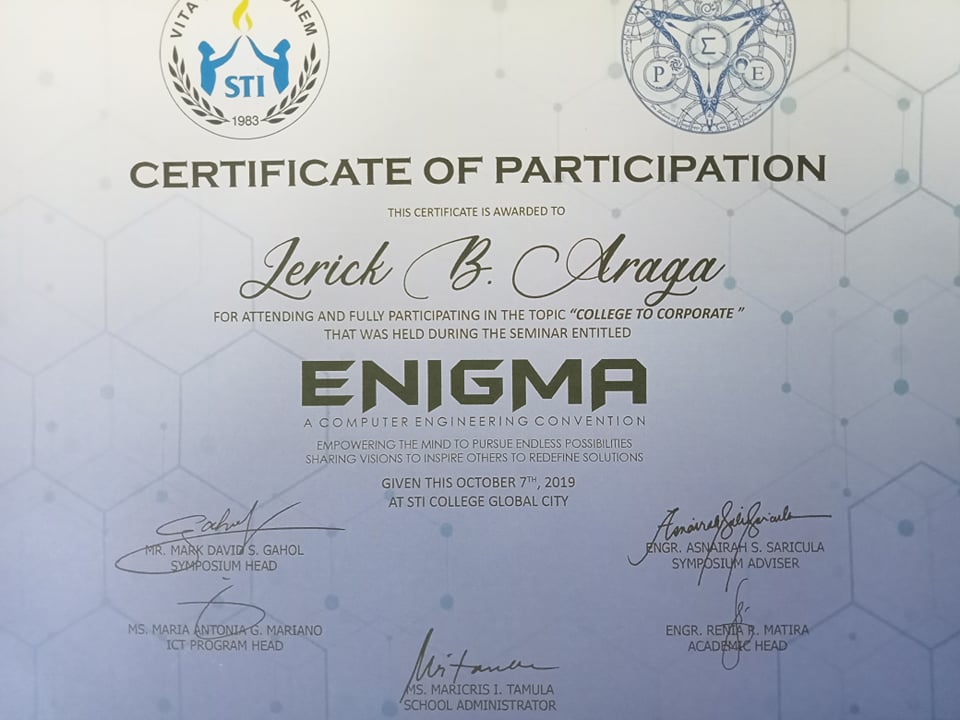 VITA
NEM
STI
1983
Σ
P
E
CERTIFICATE OF PARTICIPATION
THIS CERTIFICATE IS AWARDED TO
Jerick B. Araga
FOR ATTENDING AND FULLY PARTICIPATING IN THE TOPIC "COLLEGE TO CORPORATE "
THAT WAS HELD DURING THE SEMINAR ENTITLED
ENIGMA
A COMPUTER ENGINEERING CONVENTION
EMPOWERING THE MIND TO PURSUE ENDLESS POSSIBILITIES
SHARING VISIONS TO INSPIRE OTHERS TO REDEFINE SOLUTIONS
GIVEN THIS OCTOBER 7TH, 2019
AT STI COLLEGE GLOBAL CITY
MR. MARK DAVID S. GAHOL
SYMPOSIUM HEAD
ENGR. ASNAIRAH S. SARICULA
SYMPOSIUM ADVISER
MS. MARIA ANTONIA G. MARIANO
ICT PROGRAM HEAD
ENGR. RENIA R. MATIRA
ACADEMIC HEAD
MS. MARICRIS I. TAMULA
SCHOOL ADMINISTRATOR